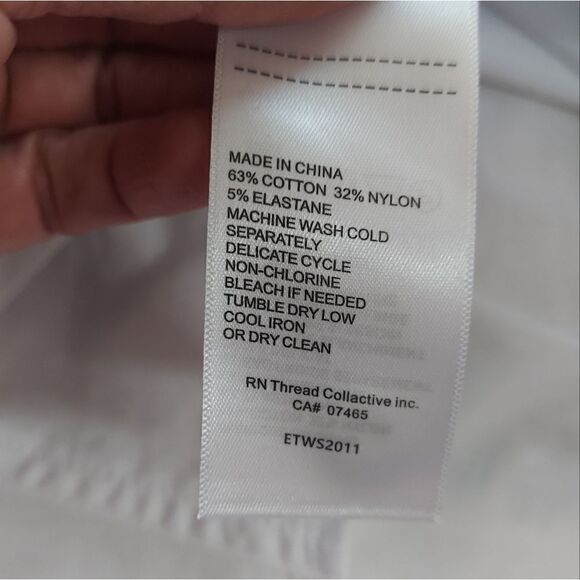 MADE IN CHINA
63% COTTON 32% NYLON
5% ELASTANE
MACHINE WASH COLD
SEPARATELY
DELICATE CYCLE
NON-CHLORINE
BLEACH IF NEEDED
TUMBLE DRY LOW
COOL IRON
OR DRY CLEAN
RN Thread Collactive inc.
CA# 07465
ETWS2011